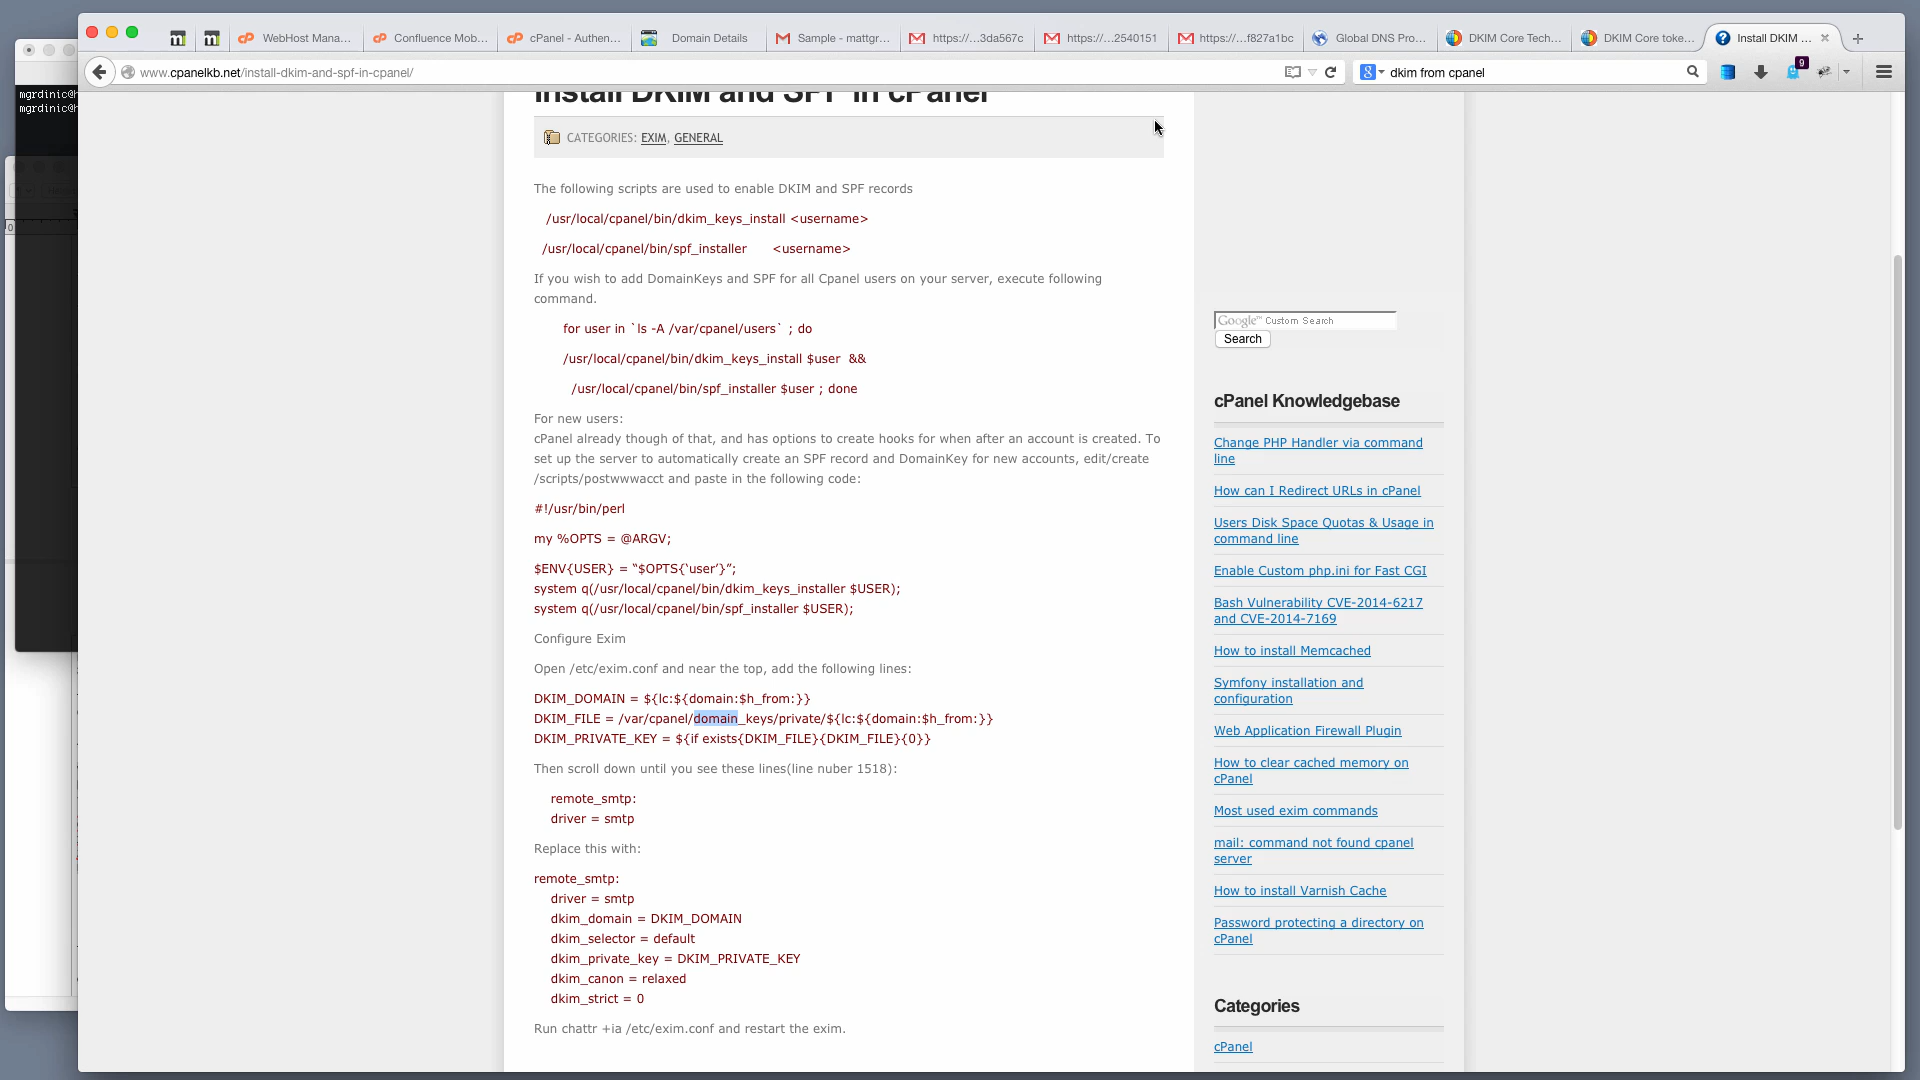 WebHost Mana...
Confluence Mob...
cPanel - Authen...
Domain Details
Sample - mattgr...
https://...3da567c
https://...2540151
https://...f827a1bc
Global DNS Pro...
DKIM Core Tech...
DKIM Core toke...
Install DKIM ...
www.cpanelkb.net/install-dkim-and-spf-in-cpanel/
dkim from cpanel
9
mgrdinic@h
mgrdinic@h
Install DKIM and SPF in cPanel
CATEGORIES: EXIM, GENERAL
The following scripts are used to enable DKIM and SPF records
/usr/local/cpanel/bin/dkim_keys_install <username>
/usr/local/cpanel/bin/spf_installer <username>
If you wish to add DomainKeys and SPF for all Cpanel users on your server, execute following
command.
for user in `ls -A /var/cpanel/users` ; do
/usr/local/cpanel/bin/dkim_keys_install $user &&
/usr/local/cpanel/bin/spf_installer $user ; done
For new users:
cPanel already though of that, and has options to create hooks for when after an account is created. To
set up the server to automatically create an SPF record and DomainKey for new accounts, edit/create
/scripts/postwwwacct and paste in the following code:
#!/usr/bin/perl
my %OPTS = @ARGV;
$ENV{USER} = “$OPTS{‘user’}”;
system q(/usr/local/cpanel/bin/dkim_keys_installer $USER);
system q(/usr/local/cpanel/bin/spf_installer $USER);
Configure Exim
Open /etc/exim.conf and near the top, add the following lines:
DKIM_DOMAIN = ${lc:${domain:$h_from:}}
DKIM_FILE = /var/cpanel/domain_keys/private/${lc:${domain:$h_from:}}
DKIM_PRIVATE_KEY = ${if exists{DKIM_FILE}{DKIM_FILE}{0}}
Then scroll down until you see these lines(line nuber 1518):
remote_smtp:
driver = smtp
Replace this with:
remote_smtp:
driver = smtp
dkim_domain = DKIM_DOMAIN
dkim_selector = default
dkim_private_key = DKIM_PRIVATE_KEY
dkim_canon = relaxed
dkim_strict = 0
Run chattr +ia /etc/exim.conf and restart the exim.
Google™ Custom Search
Search
cPanel Knowledgebase
Change PHP Handler via command
line
How can I Redirect URLs in cPanel
Users Disk Space Quotas & Usage in
command line
Enable Custom php.ini for Fast CGI
Bash Vulnerability CVE-2014-6217
and CVE-2014-7169
How to install Memcached
Symfony installation and
configuration
Web Application Firewall Plugin
How to clear cached memory on
cPanel
Most used exim commands
mail: command not found cpanel
server
How to install Varnish Cache
Password protecting a directory on
cPanel
Categories
cPanel